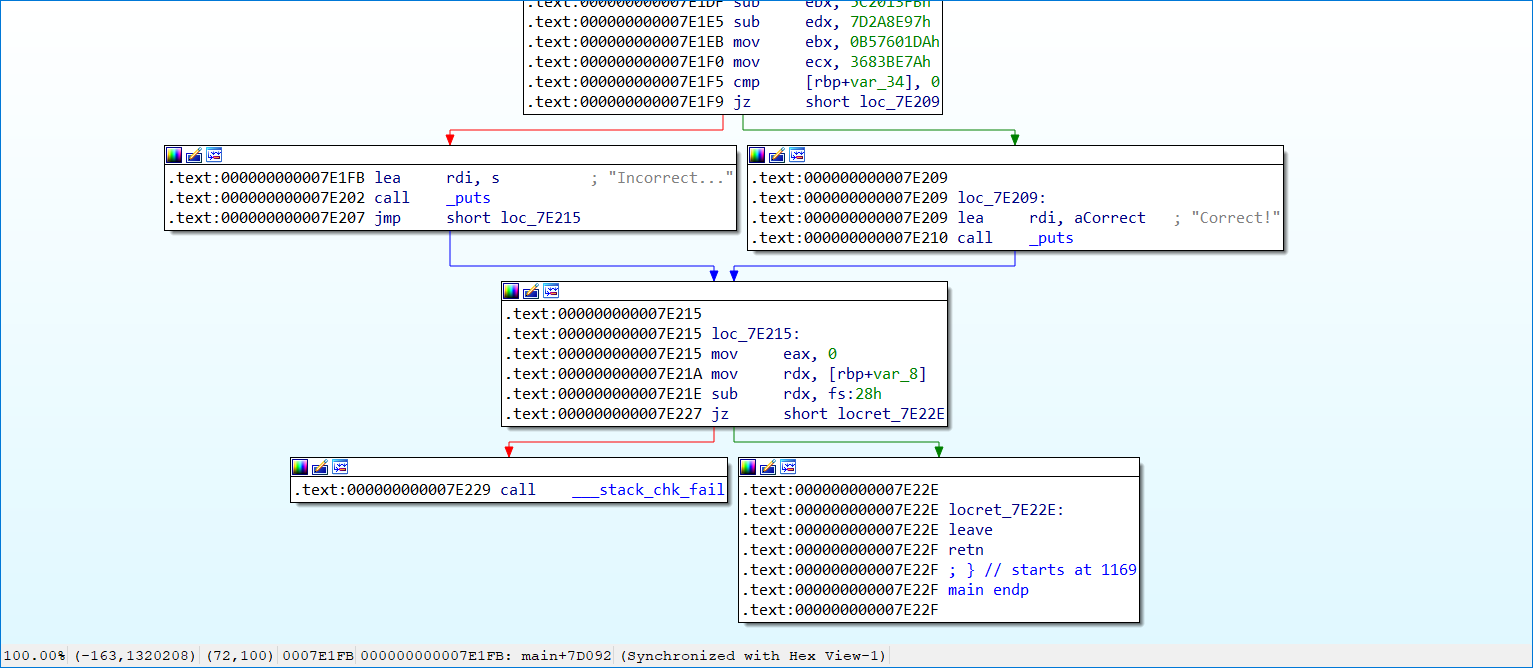 .text:000000000007E1DF sub ebx, 5C2013FBh
.text:000000000007E1E5 sub edx, 7D2A8E97h
.text:000000000007E1EB mov ebx, 0B57601DAh
.text:000000000007E1F0 mov ecx, 3683BE7Ah
.text:000000000007E1F5 cmp [rbp+var_34], 0
.text:000000000007E1F9 jz short loc_7E209
.text:000000000007E1FB lea rdi, s ; "Incorrect..."
.text:000000000007E202 call _puts
.text:000000000007E207 jmp short loc_7E215
.text:000000000007E209
.text:000000000007E209 loc_7E209:
.text:000000000007E209 lea rdi, aCorrect ; "Correct!"
.text:000000000007E210 call _puts
.text:000000000007E215
.text:000000000007E215 loc_7E215:
.text:000000000007E215 mov eax, 0
.text:000000000007E21A mov rdx, [rbp+var_8]
.text:000000000007E21E sub rdx, fs:28h
.text:000000000007E227 jz short locret_7E22E
.text:000000000007E229 call ___stack_chk_fail
.text:000000000007E22E
.text:000000000007E22E locret_7E22E:
.text:000000000007E22E leave
.text:000000000007E22F retn
.text:000000000007E22F ; } // starts at 1169
.text:000000000007E22F main endp
.text:000000000007E22F
100.00% (-163,1320208) (72,100) 0007E1FB 000000000007E1FB: main+7D092 (Synchronized with Hex View-1)